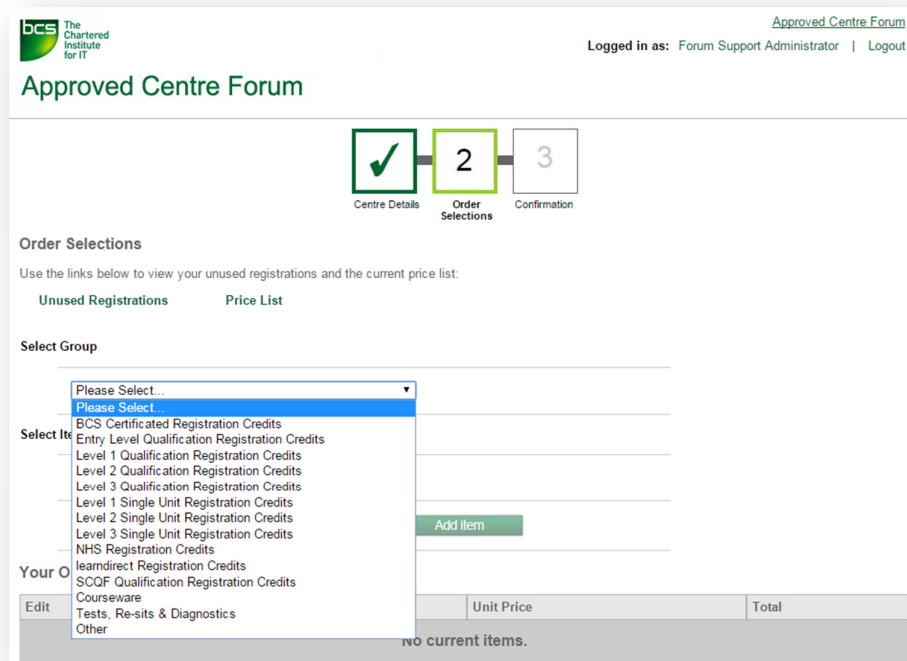 Approved Centre Forum
bcs The
Chartered
Institute
for IT
Logged in as: Forum Support Administrator | Logout
Approved Centre Forum
✓ 2 3
Centre Details Order Selections Confirmation
Order Selections
Use the links below to view your unused registrations and the current price list:
Unused Registrations Price List
Select Group
Please Select...
Please Select...
BCS Certificated Registration Credits
Entry Level Qualification Registration Credits
Level 1 Qualification Registration Credits
Level 2 Qualification Registration Credits
Level 3 Qualification Registration Credits
Level 1 Single Unit Registration Credits
Level 2 Single Unit Registration Credits
Level 3 Single Unit Registration Credits
NHS Registration Credits
learndirect Registration Credits
SCQF Qualification Registration Credits
Courseware
Tests, Re-sits & Diagnostics
Other
Select Ite
Add item
Your O
Edit Unit Price Total
No current items.